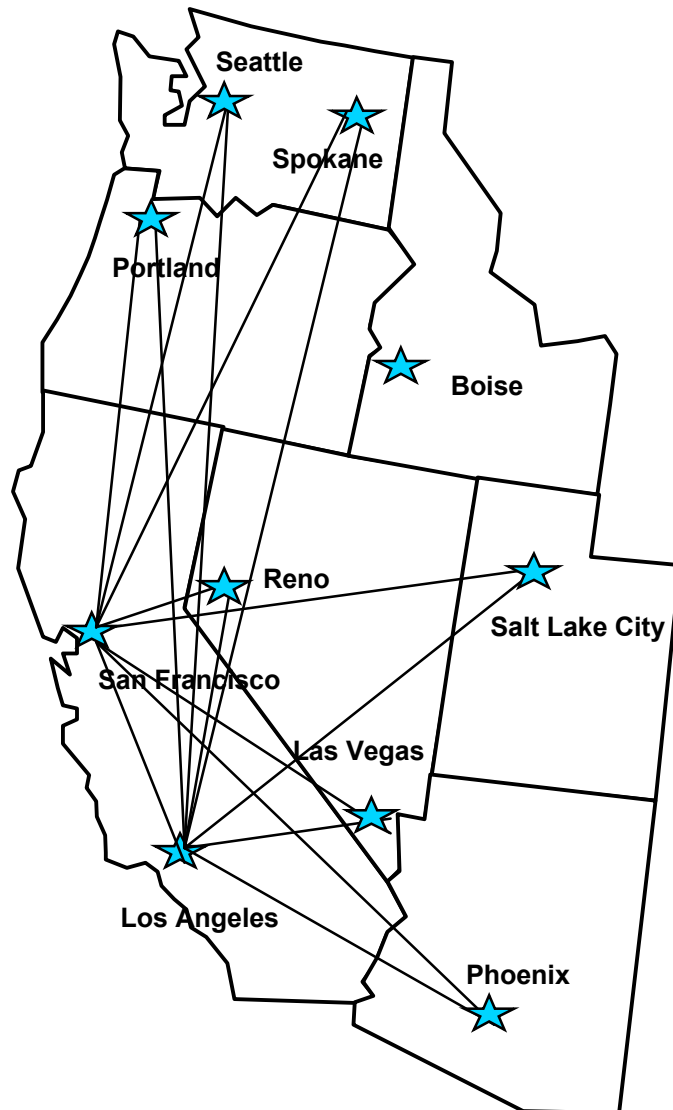 Seattle
Spokane
Portland
Boise
Reno
Salt Lake City
San Francisco
Las Vegas
Los Angeles
Phoenix